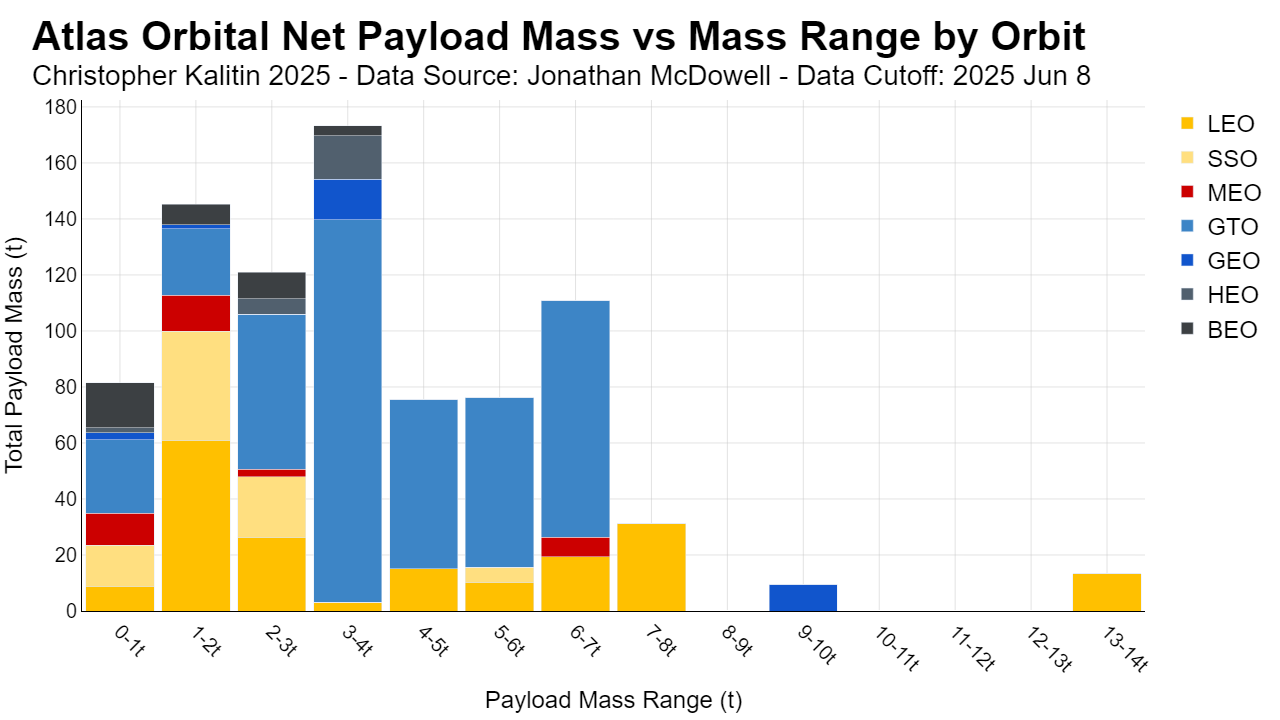 Atlas Orbital Net Payload Mass vs Mass Range by Orbit
Christopher Kalitin 2025 - Data Source: Jonathan McDowell - Data Cutoff: 2025 Jun 8
Total Payload Mass (t)
180
160
140
120
100
80
60
40
20
0
0-1t
1-2t
2-3t
3-4t
4-5t
5-6t
6-7t
7-8t
8-9t
9-10t
10-11t
11-12t
12-13t
13-14t
Payload Mass Range (t)
LEO
SSO
MEO
GTO
GEO
HEO
BEO